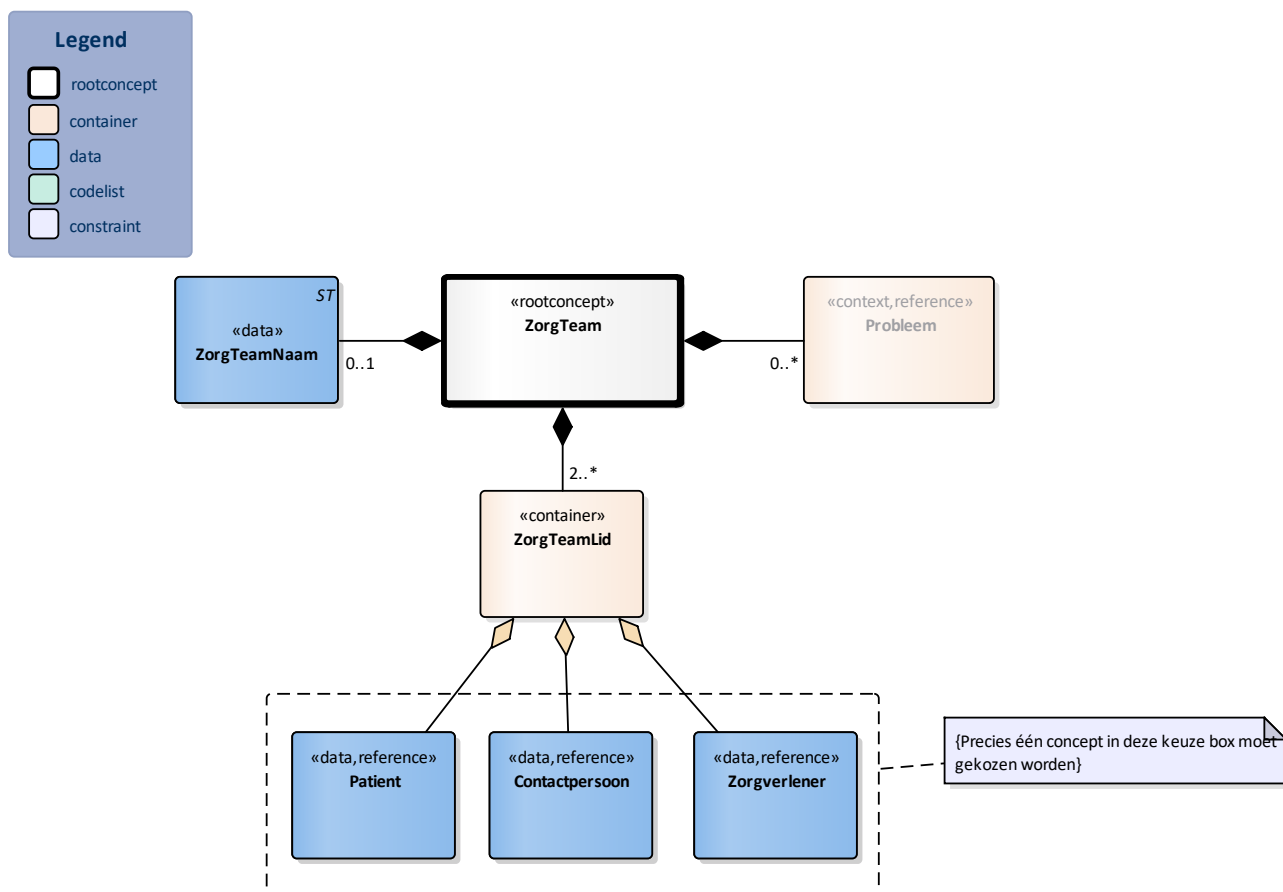 Legend
rootconcept
container
data
codelist
constraint
ST
«data»
ZorgTeamNaam
0..1
«rootconcept»
ZorgTeam
«context,reference»
Probleem
0..*
2..*
«container»
ZorgTeamLid
«data,reference»
Patient
«data,reference»
Contactpersoon
«data,reference»
Zorgverlener
{Precies één concept in deze keuze box moet
gekozen worden}